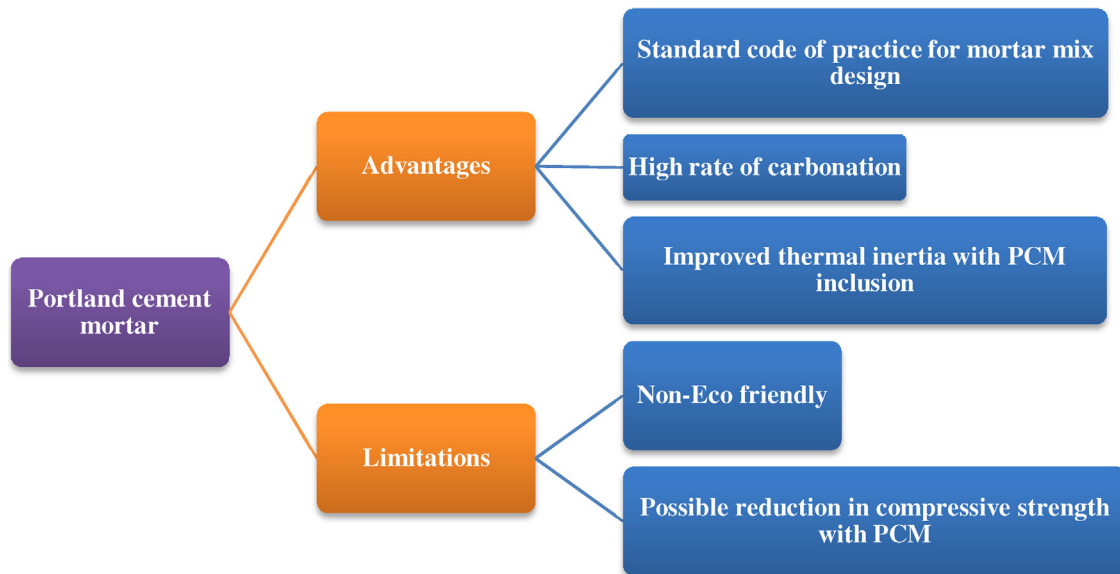 Standard code of practice for mortar mix
design
Advantages
High rate of carbonation
Improved thermal inertia with PCM
inclusion
Portland cement
mortar
Non-Eco friendly
Limitations
Possible reduction in compressive strength
with PCM